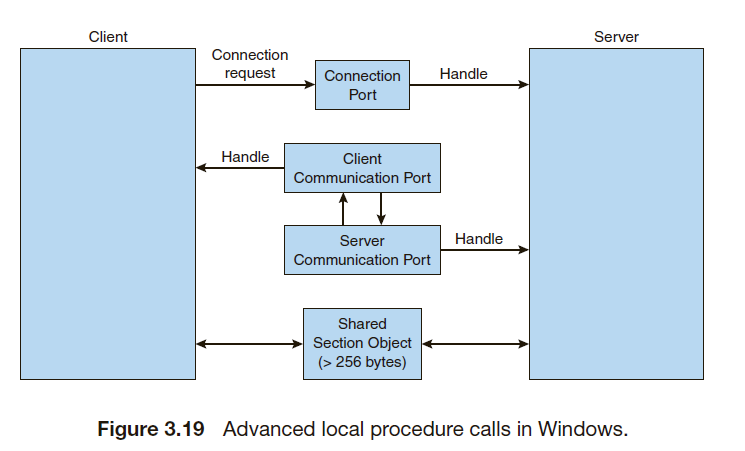 Client
Server
Connection
request
Connection
Port
Handle
Handle
Client
Communication Port
Server
Communication Port
Handle
Shared
Section Object
(> 256 bytes)
Figure 3.19 Advanced local procedure calls in Windows.